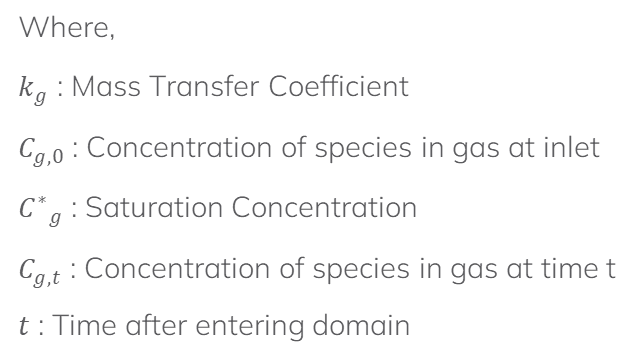 Where,
k_g : Mass Transfer Coefficient
C_{g,0} : Concentration of species in gas at inlet
C^*_g : Saturation Concentration
C_{g,t} : Concentration of species in gas at time t
t : Time after entering domain